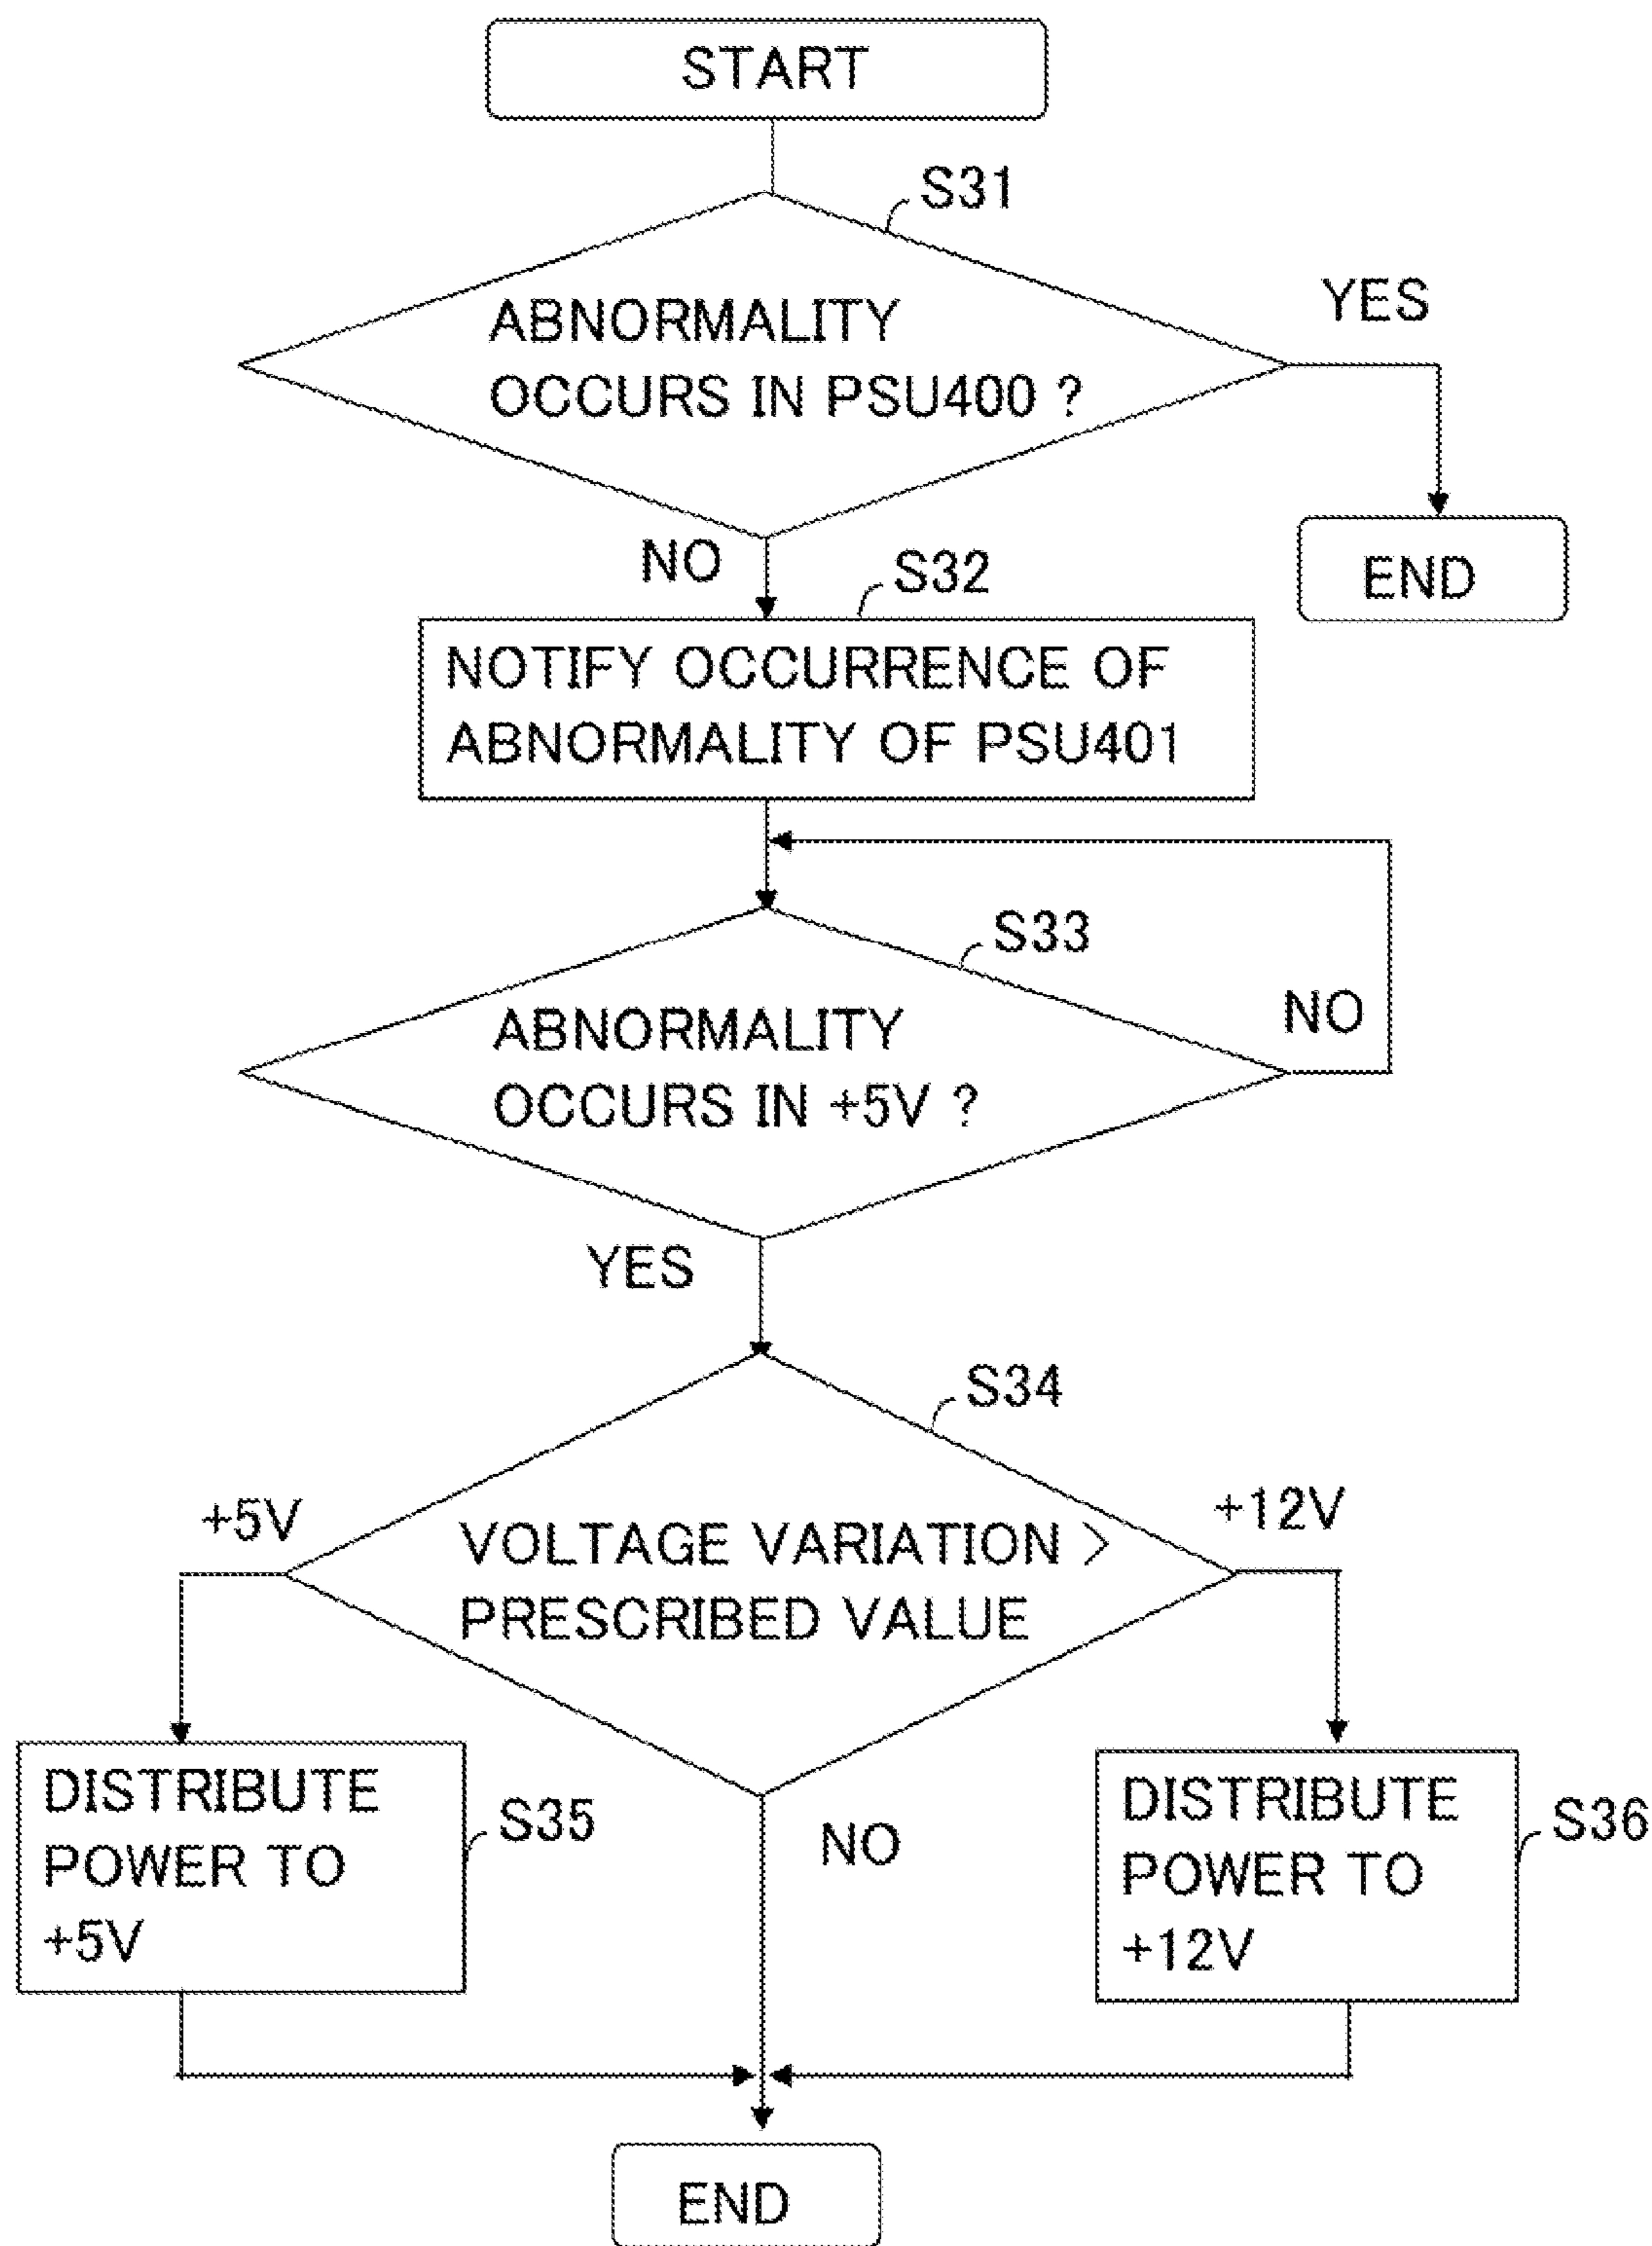 START
S31
ABNORMALITY
OCCURS IN PSU400 ?
YES
END
NO
S32
NOTIFY OCCURRENCE OF
ABNORMALITY OF PSU401
S33
ABNORMALITY
OCCURS IN +5V ?
NO
YES
S34
+5V
+12V
VOLTAGE VARIATION >
PRESCRIBED VALUE
DISTRIBUTE
POWER TO
+5V
S35
NO
DISTRIBUTE
POWER TO
+12V
S36
END